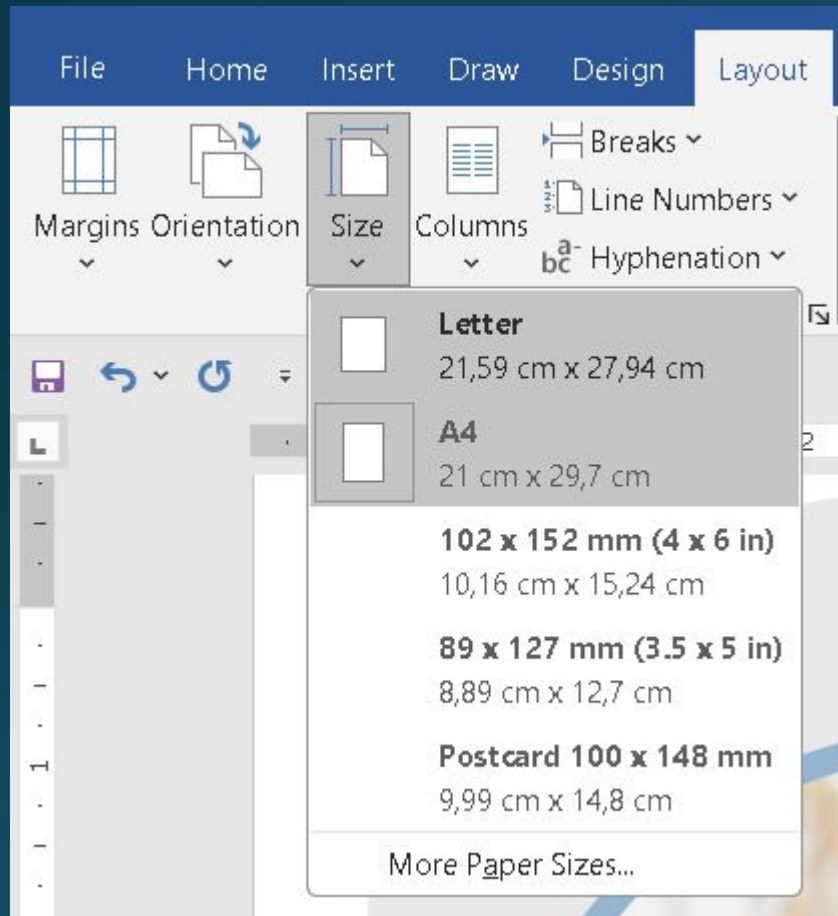 File Home Insert Draw Design Layout
Margins Orientation Size Columns
Breaks
Line Numbers
Hyphenation
Letter
21,59 cm x 27,94 cm
A4
21 cm x 29,7 cm
102 x 152 mm (4 x 6 in)
10,16 cm x 15,24 cm
89 x 127 mm (3.5 x 5 in)
8,89 cm x 12,7 cm
Postcard 100 x 148 mm
9,99 cm x 14,8 cm
More Paper Sizes...
2
1